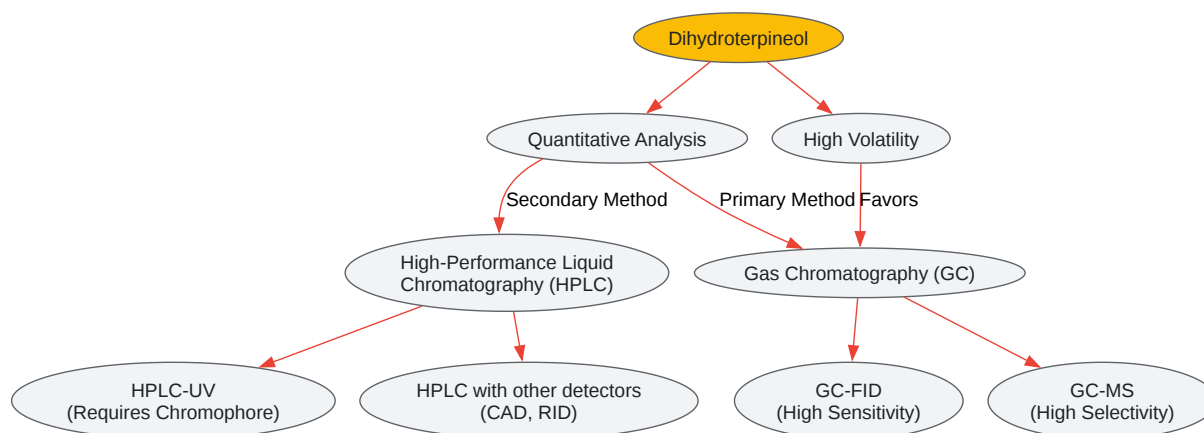 Dihydroterpineol
Quantitative Analysis
High Volatility
Secondary Method
Primary Method
Favors
High-Performance Liquid
Chromatography (HPLC)
Gas Chromatography (GC)
HPLC-UV
(Requires Chromophore)
HPLC with other detectors
(CAD, RID)
GC-FID
(High Sensitivity)
GC-MS
(High Selectivity)